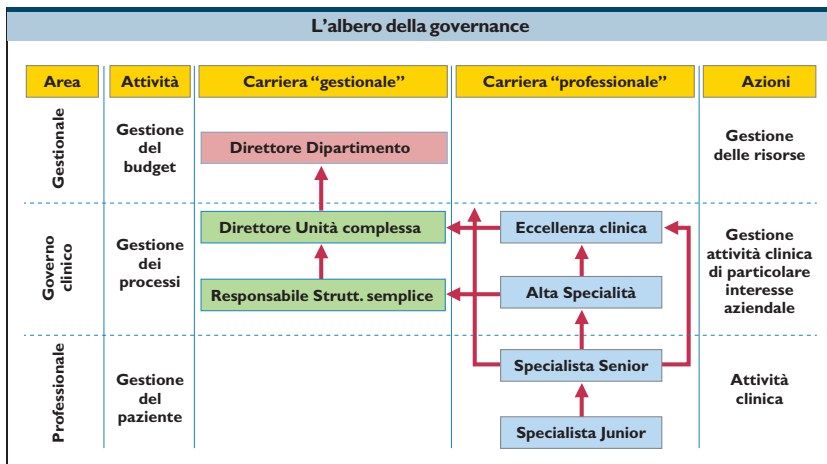 L'albero della governance
Area
Attività
Carriera “gestionale”
Carriera “professionale”
Azioni
Gestionale
Gestione
del
budget
Direttore Dipartimento
Gestione
delle risorse
Governo
clinico
Gestione
dei
processi
Direttore Unità complessa
Eccellenza clinica
Responsabile Strutt. semplice
Alta Specialità
Gestione
attività clinica
di particolare
interesse
aziendale
Professionale
Gestione
del
paziente
Specialista Senior
Specialista Junior
Attività
clinica